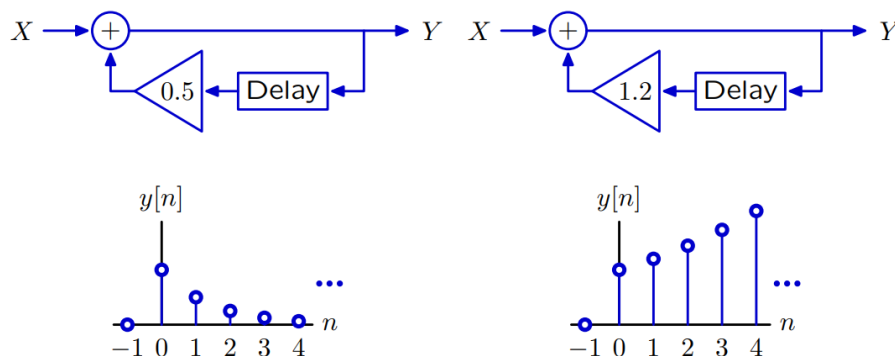 X + Y X + Y
0.5 Delay 1.2 Delay
y[n] y[n]
... n ... n
−1 0 1 2 3 4 −1 0 1 2 3 4